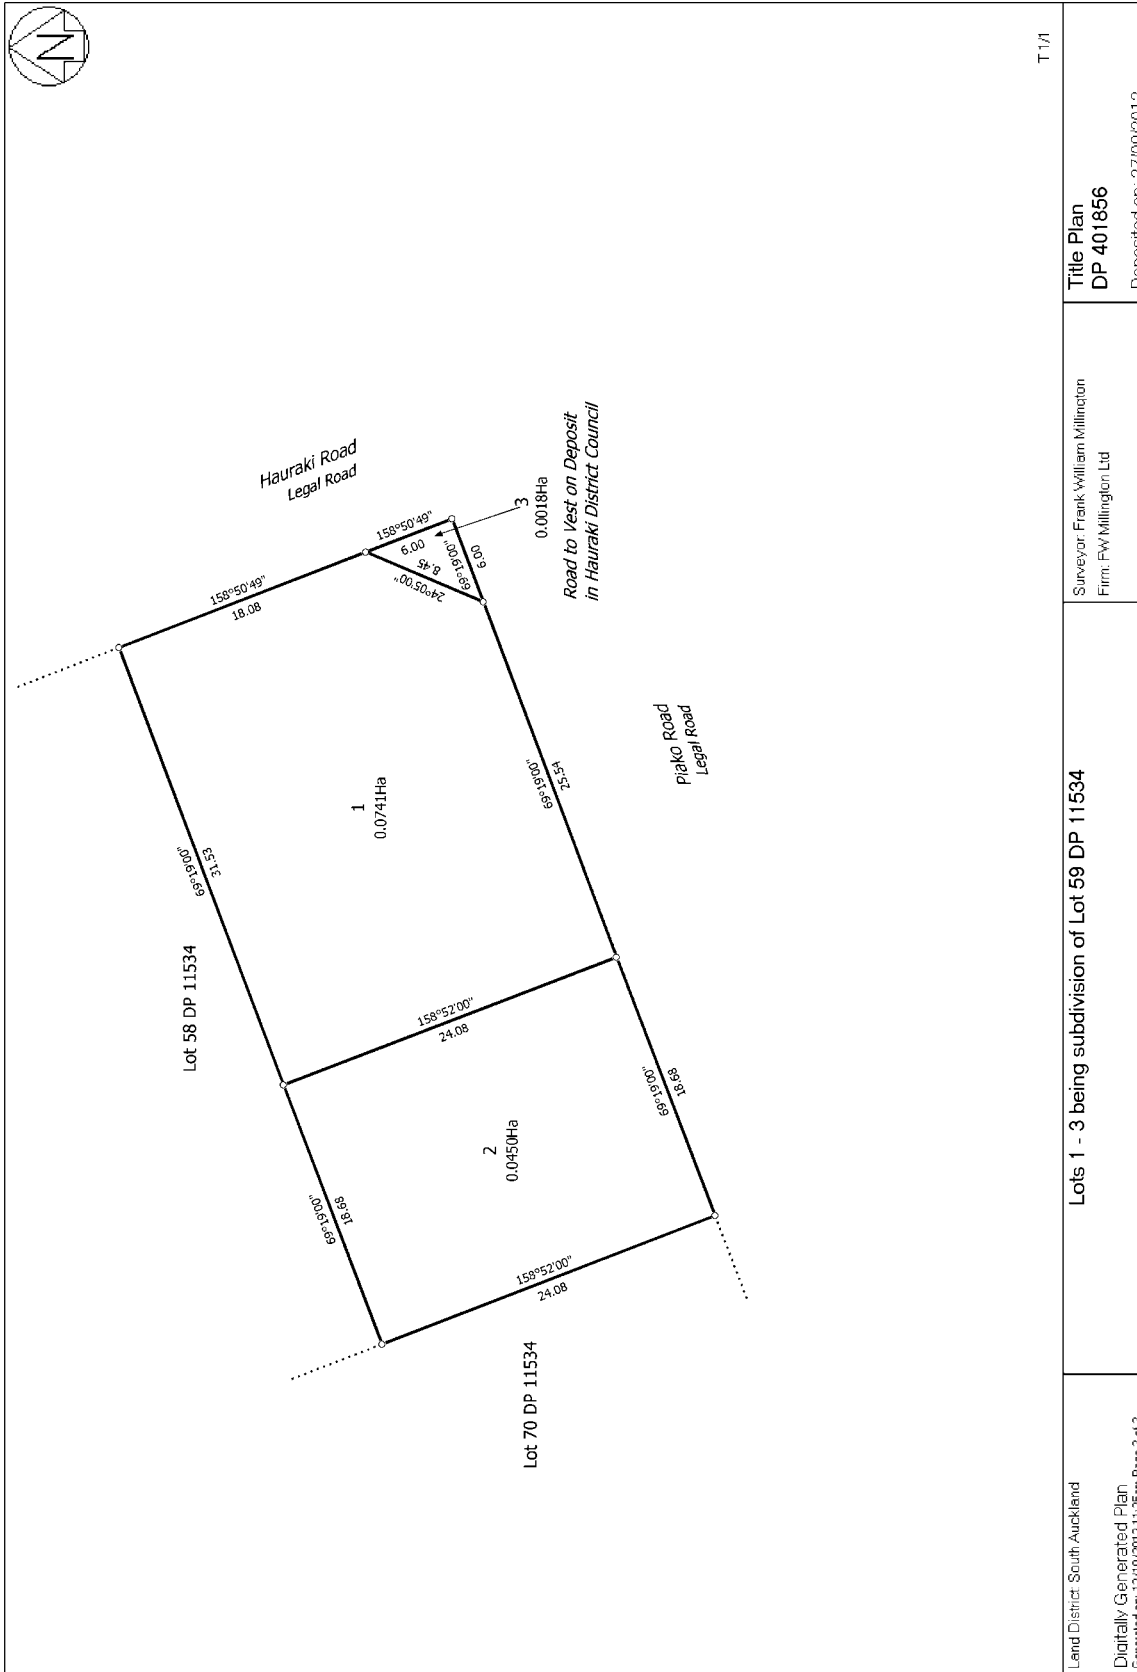 N
T 1/1
Hauraki Road
Legal Road
158°50'49"
18.08
158°50'49"
6.00
8.45
24°05'00"
69°19'00"
6.00
3
0.0018Ha
Road to Vest on Deposit
in Hauraki District Council
Lot 58 DP 11534
69°19'00"
31.53
1
0.0741Ha
69°19'00"
25.54
Piako Road
Legal Road
158°52'00"
24.08
69°19'00"
18.68
2
0.0450Ha
69°19'00"
18.68
158°52'00"
24.08
Lot 70 DP 11534
Land District: South Auckland
Digitally Generated Plan
Lots 1 - 3 being subdivision of Lot 59 DP 11534
Surveyor: Frank William Millington
Firm: FW Millington Ltd
Title Plan
DP 401856